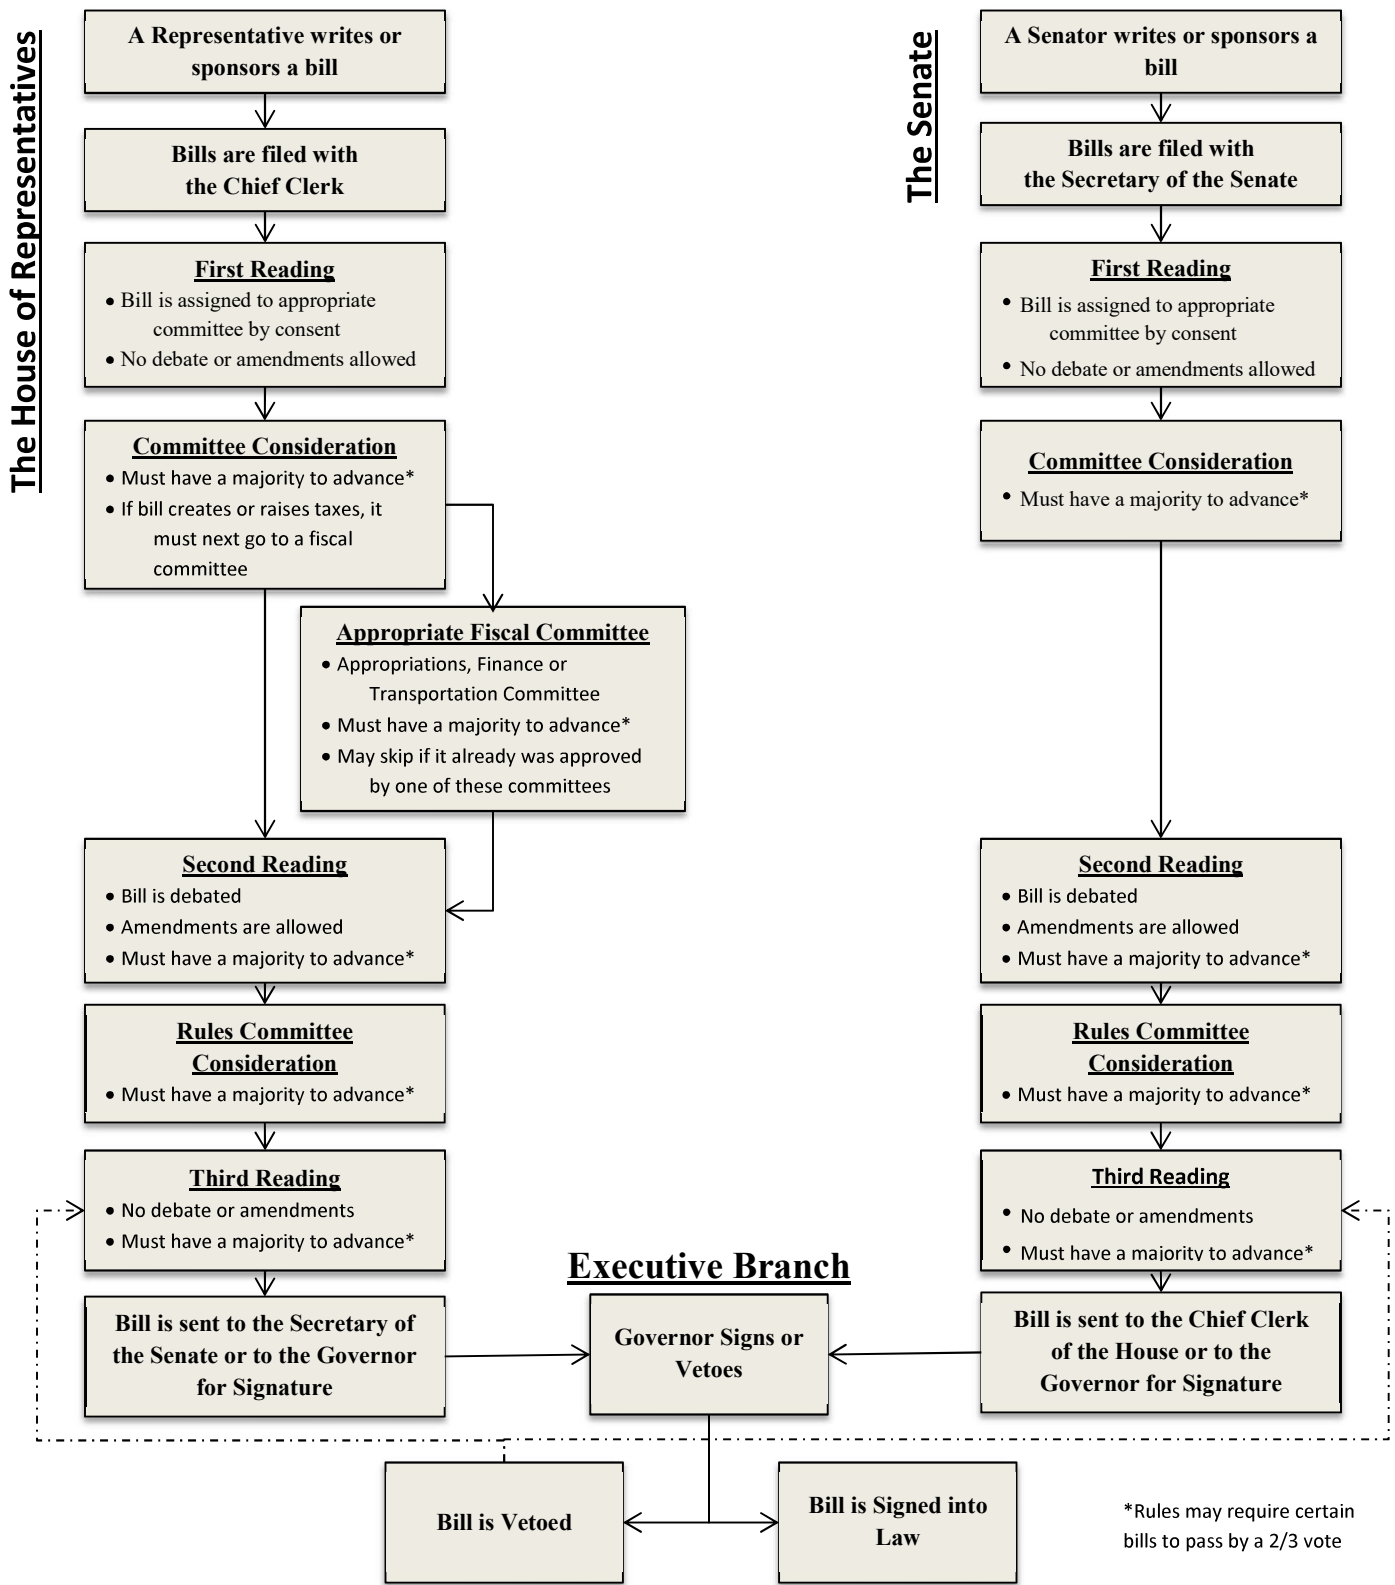 The House of Representatives
A Representative writes or
sponsors a bill
Bills are filed with
the Chief Clerk
First Reading
• Bill is assigned to appropriate
committee by consent
• No debate or amendments allowed
Committee Consideration
• Must have a majority to advance*
• If bill creates or raises taxes, it
must next go to a fiscal
committee
Appropriate Fiscal Committee
• Appropriations, Finance or
Transportation Committee
• Must have a majority to advance*
• May skip if it already was approved
by one of these committees
Second Reading
• Bill is debated
• Amendments are allowed
• Must have a majority to advance*
Rules Committee
Consideration
• Must have a majority to advance*
Third Reading
• No debate or amendments
• Must have a majority to advance*
Bill is sent to the Secretary of
the Senate or to the Governor
for Signature
The Senate
A Senator writes or sponsors a
bill
Bills are filed with
the Secretary of the Senate
First Reading
• Bill is assigned to appropriate
committee by consent
• No debate or amendments allowed
Committee Consideration
• Must have a majority to advance*
Second Reading
• Bill is debated
• Amendments are allowed
• Must have a majority to advance*
Rules Committee
Consideration
• Must have a majority to advance*
Third Reading
• No debate or amendments
• Must have a majority to advance*
Bill is sent to the Chief Clerk
of the House or to the
Governor for Signature
Executive Branch
Governor Signs or
Vetoes
Bill is Vetoed
Bill is Signed into
Law
*Rules may require certain
bills to pass by a 2/3 vote